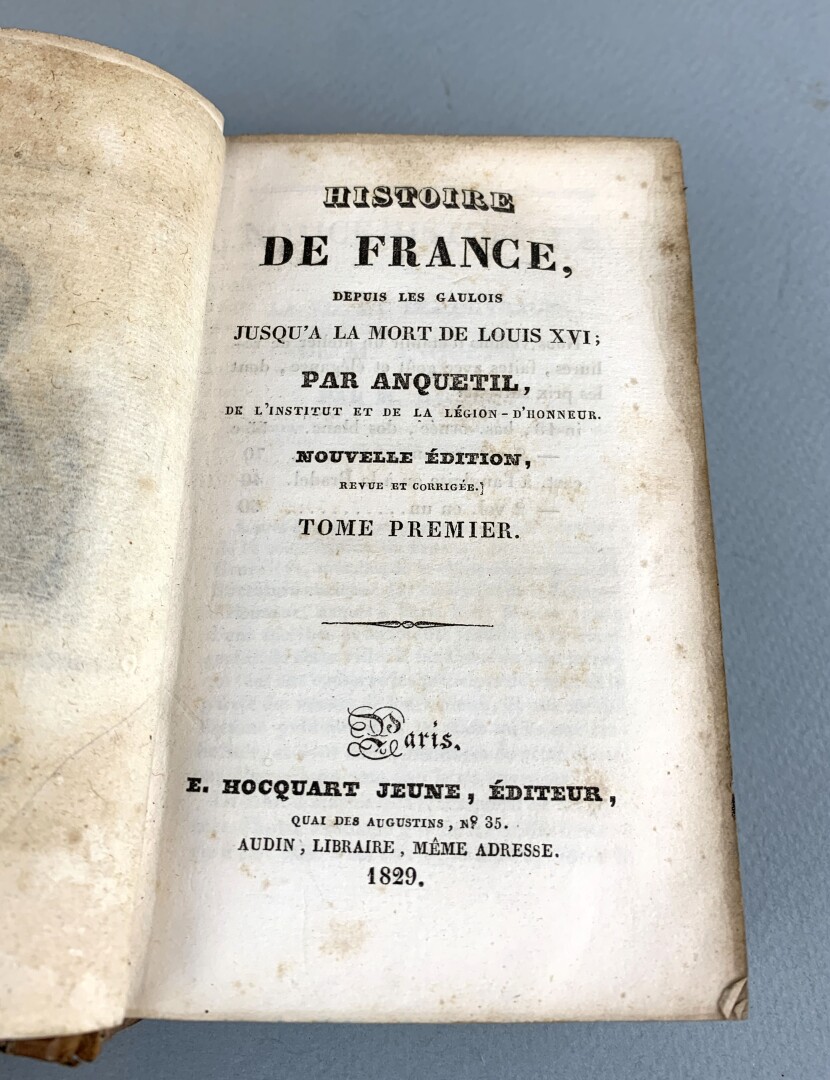 HISTOIRE
DE FRANCE,
DEPUIS LES GAULOIS
JUSQU'A LA MORT DE LOUIS XVI;
PAR ANQUETIL,
DE L'INSTITUT ET DE LA LÉGION-D'HONNEUR.
NOUVELLE ÉDITION,
REVUE ET CORRIGÉE.]
TOME PREMIER.
Paris.
E. HOCQUART JEUNE, ÉDITEUR,
QUAI DES AUGUSTINS, Nº 35.
AUDIN, LIBRAIRE, MÊME ADRESSE.
1829.